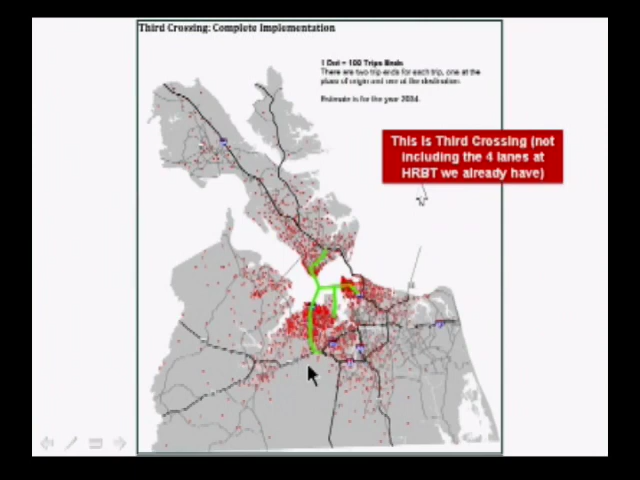 Third Crossing: Complete Implementation
1 Dot = 100 Trips Ends
There are two trip ends for each trip, one at the
place of origin and one at the destination.
Estimate is for the year 2034.
This is Third Crossing (not
including the 4 lanes at
HRBT we already have)